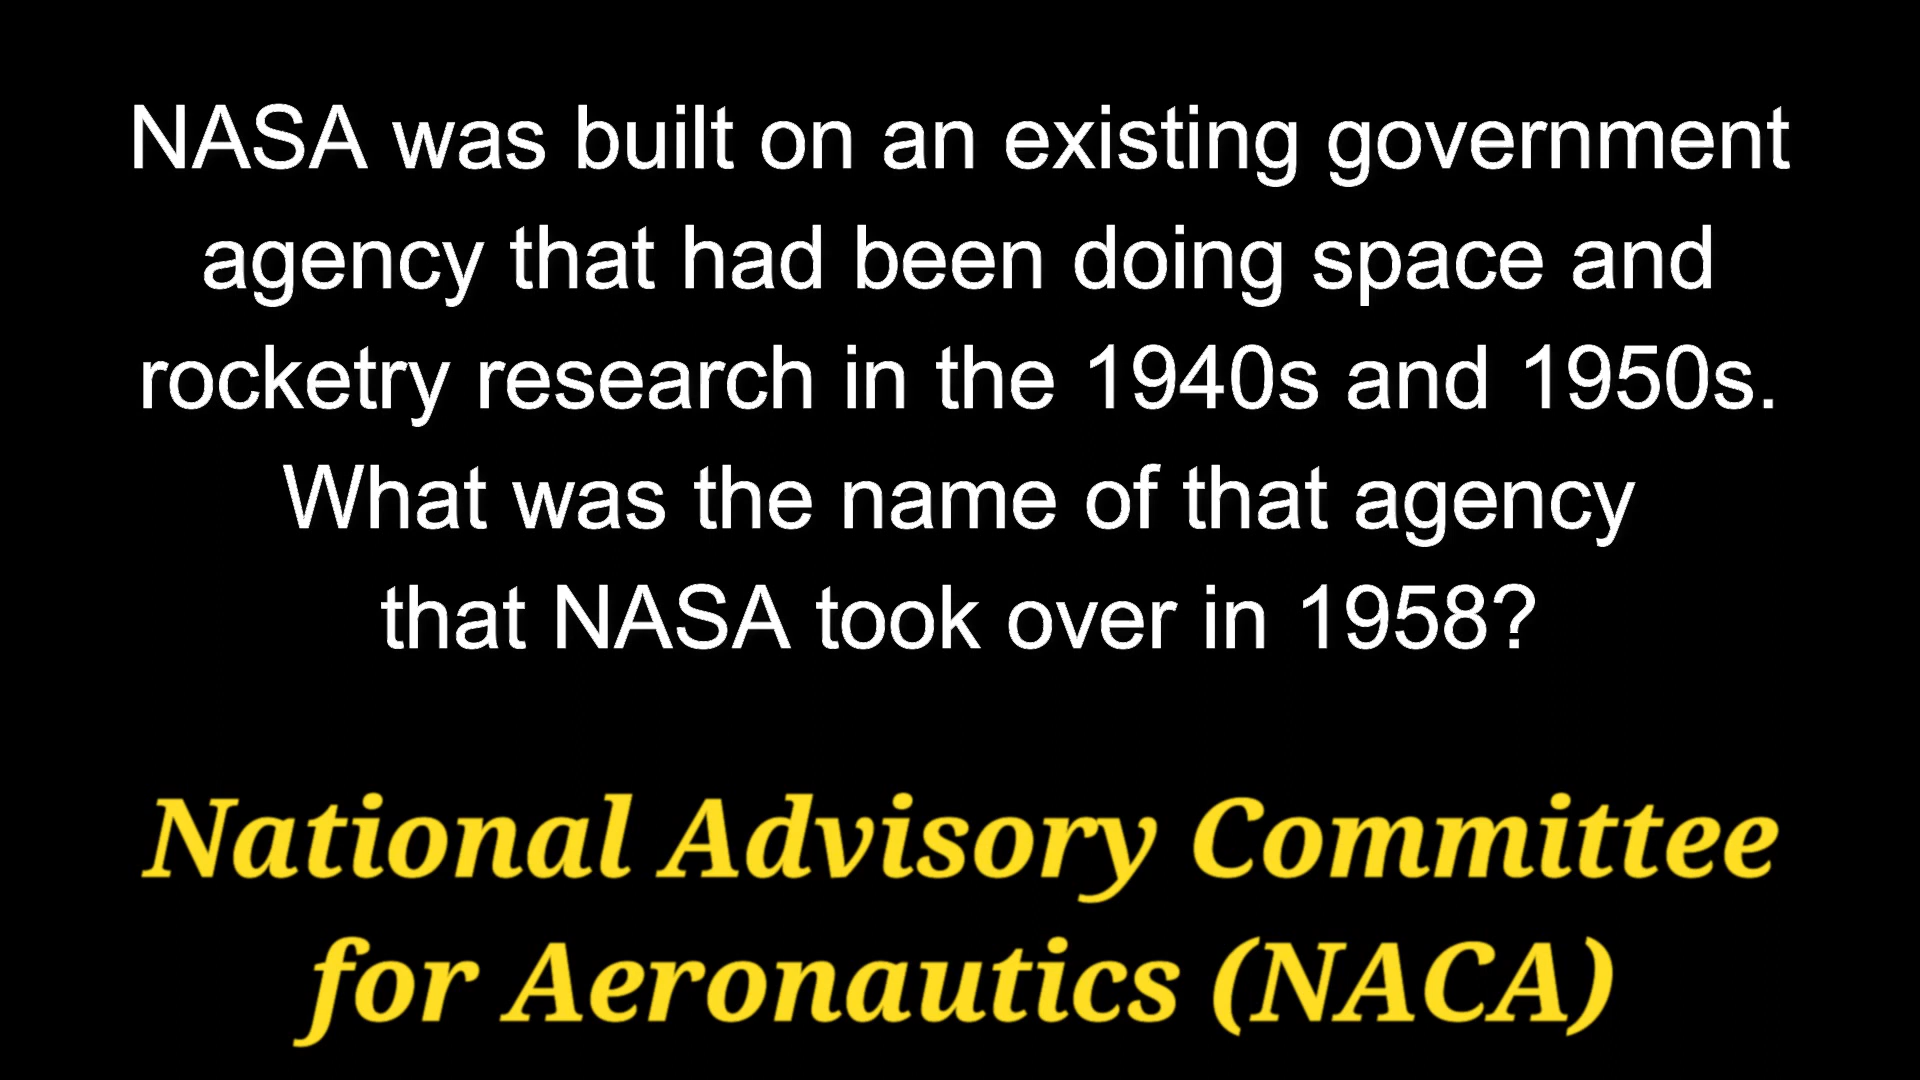 NASA was built on an existing government
agency that had been doing space and
rocketry research in the 1940s and 1950s.
What was the name of that agency
that NASA took over in 1958?
National Advisory Committee
for Aeronautics (NACA)